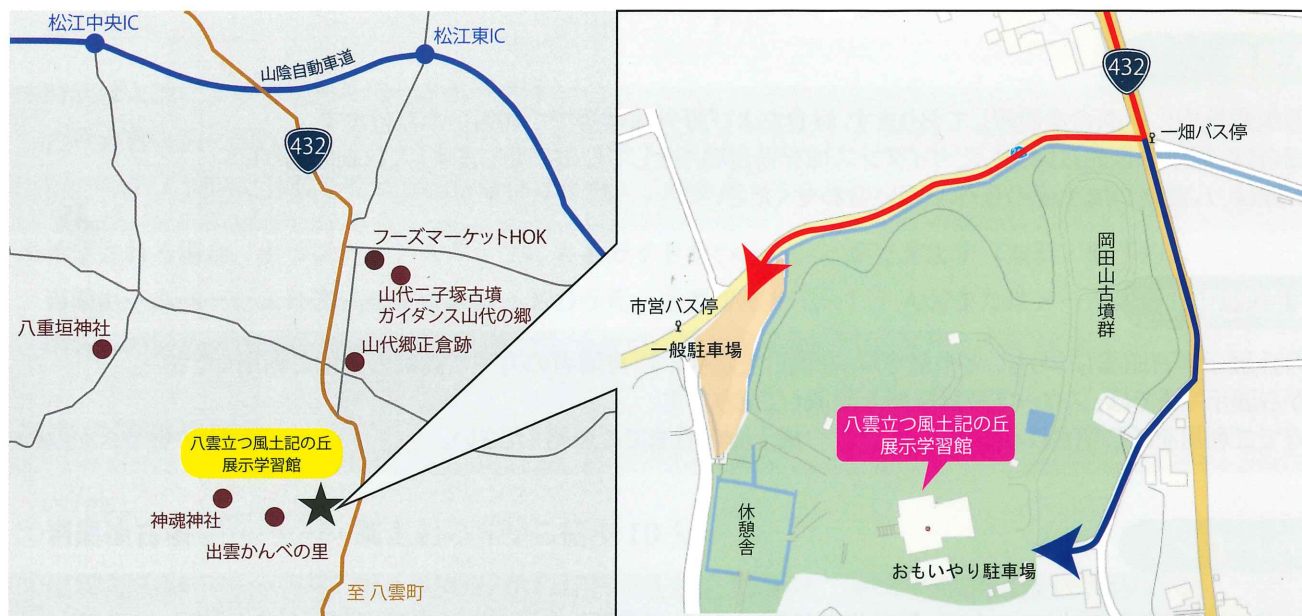 松江中央IC
松江東IC
山陰自動車道
432
フーズマーケットHOK
山代二子塚古墳
ガイダンス山代の郷
山代郷正倉跡
八重垣神社
八雲立つ風土記の丘
展示学習館
神魂神社
出雲かんべの里
至 八雲町
432
一畑バス停
岡田山古墳群
市営バス停
一般駐車場
八雲立つ風土記の丘
展示学習館
休憩舎
おもいやり駐車場